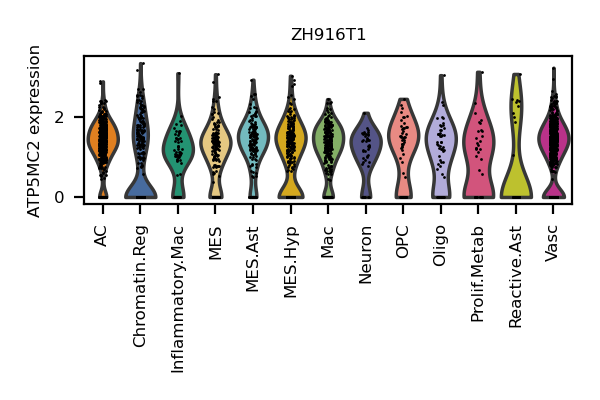 ZH916T1
ATP5MC2 expression
2
0
AC
Chromatin.Reg
Inflammatory.Mac
MES
MES.Ast
MES.Hyp
Mac
Neuron
OPC
Oligo
Prolif.Metab
Reactive.Ast
Vasc